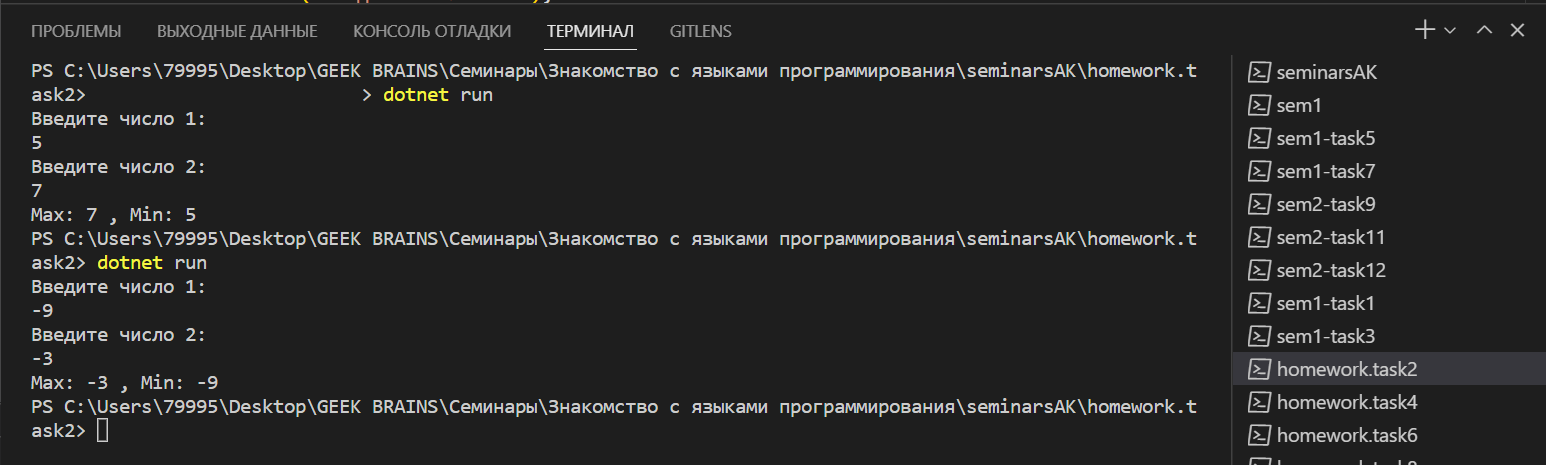 ПРОБЛЕМЫ ВЫХОДНЫЕ ДАННЫЕ КОНСОЛЬ ОТЛАДКИ ТЕРМИНАЛ GITLENS
PS C:\Users\79995\Desktop\GEEK BRAINS\Семинары\Знакомство с языками программирования\seminarsAK\homework.t
ask2> > dotnet run
Введите число 1:
5
Введите число 2:
7
Max: 7 , Min: 5
PS C:\Users\79995\Desktop\GEEK BRAINS\Семинары\Знакомство с языками программирования\seminarsAK\homework.t
ask2> dotnet run
Введите число 1:
-9
Введите число 2:
-3
Max: -3 , Min: -9
PS C:\Users\79995\Desktop\GEEK BRAINS\Семинары\Знакомство с языками программирования\seminarsAK\homework.t
ask2>
seminarsAK
sem1
sem1-task5
sem1-task7
sem2-task9
sem2-task11
sem2-task12
sem1-task1
sem1-task3
homework.task2
homework.task4
homework.task6